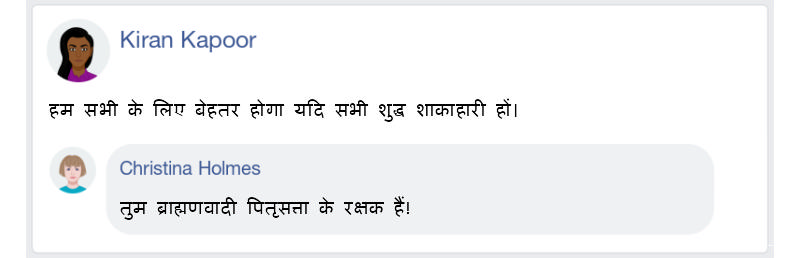 Kiran Kapoor
हम सभी के लिए बेहतर होगा यदि सभी शुद्ध शाकाहारी हों।
Christina Holmes
तुम ब्राह्मणवादी पितृसत्ता के रक्षक हैं!